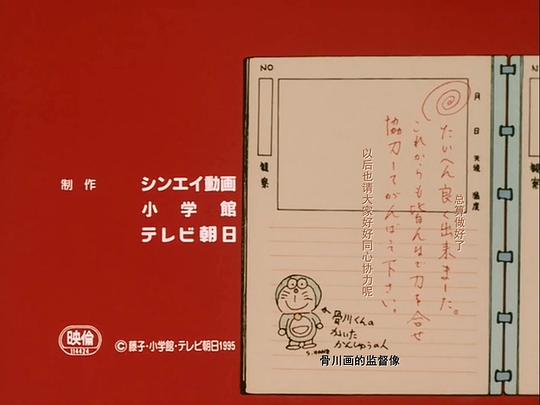 制作
シンエイ動画
小学館
テレビ朝日
映倫
114424
©藤子・小学館・テレビ朝日1995
NO
観察
月 日 天候 温度
たいへん良く出来ました。
これからも皆んなで力を合せ
協力してがんばって下さい。
总算做好了
以后也请大家好好同心协力呢
骨川くんの
かいた
かんしゅうの人
骨川画的监督像
NO
観察